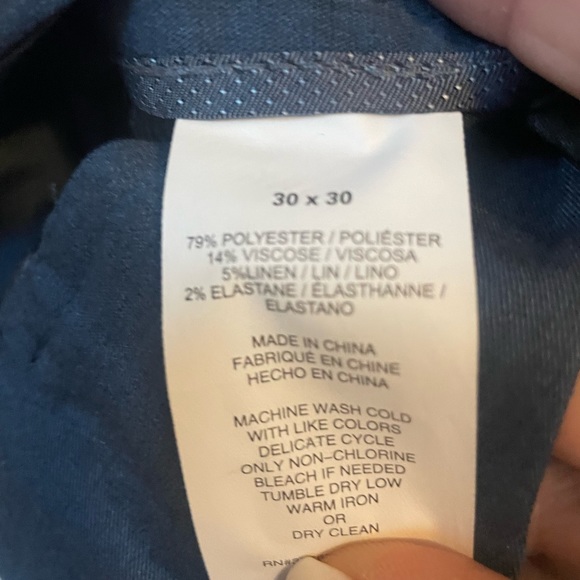 30 x 30
79% POLYESTER / POLIÉSTER
14% VISCOSE / VISCOSA
5%LINEN / LIN / LINO
2% ELASTANE / ÉLASTHANNE /
ELASTANO
MADE IN CHINA
FABRIQUÉ EN CHINE
HECHO EN CHINA
MACHINE WASH COLD
WITH LIKE COLORS
DELICATE CYCLE
ONLY NON-CHLORINE
BLEACH IF NEEDED
TUMBLE DRY LOW
WARM IRON
OR
DRY CLEAN